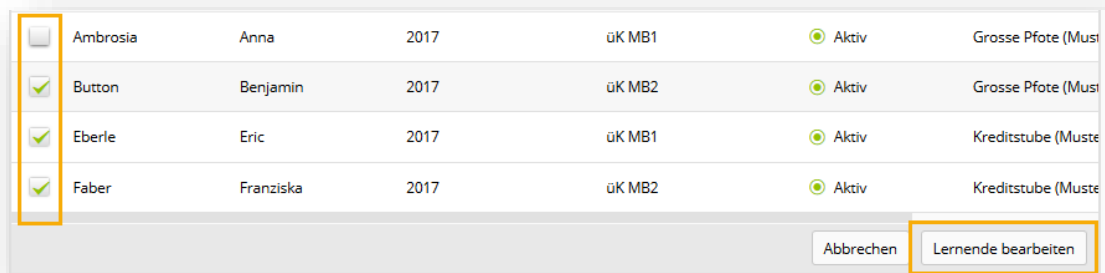 Ambrosia Anna 2017 üK MB1 Aktiv Grosse Pfote (Must
Button Benjamin 2017 üK MB2 Aktiv Grosse Pfote (Must
Eberle Eric 2017 üK MB1 Aktiv Kreditstube (Muste
Faber Franziska 2017 üK MB2 Aktiv Kreditstube (Muste
Abbrechen Lernende bearbeiten